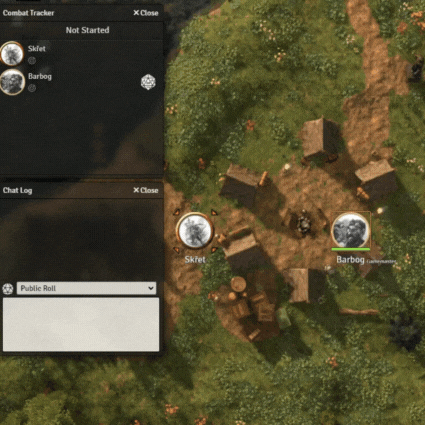 Combat Tracker
✕ Close
Not Started
Skřet
Barbog
Chat Log
✕ Close
Public Roll
Skřet
Barbog